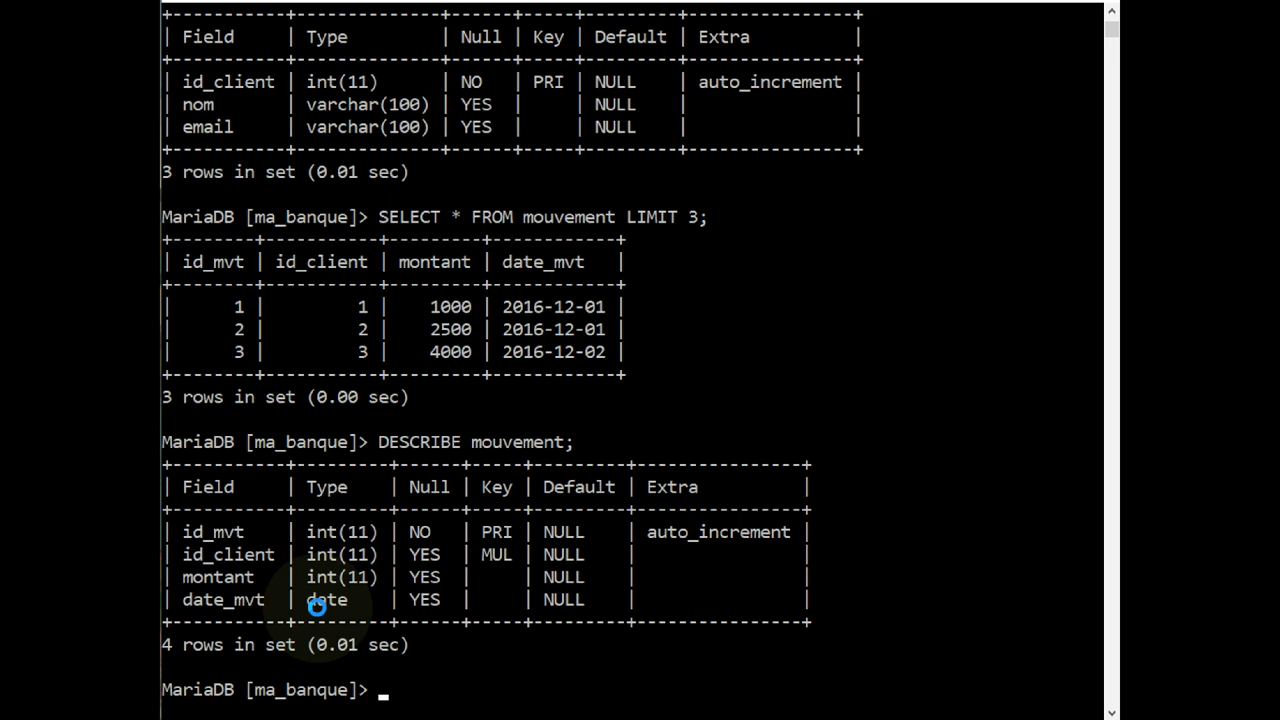 +-----------+--------------+------+-----+---------+----------------+
| Field     | Type         | Null | Key | Default | Extra          |
+-----------+--------------+------+-----+---------+----------------+
| id_client | int(11)      | NO   | PRI | NULL    | auto_increment |
| nom       | varchar(100) | YES  |     | NULL    |                |
| email     | varchar(100) | YES  |     | NULL    |                |
+-----------+--------------+------+-----+---------+----------------+
3 rows in set (0.01 sec)
MariaDB [ma_banque]> SELECT * FROM mouvement LIMIT 3;
+--------+-----------+---------+------------+
| id_mvt | id_client | montant | date_mvt   |
+--------+-----------+---------+------------+
|      1 |         1 |    1000 | 2016-12-01 |
|      2 |         2 |    2500 | 2016-12-01 |
|      3 |         3 |    4000 | 2016-12-02 |
+--------+-----------+---------+------------+
3 rows in set (0.00 sec)
MariaDB [ma_banque]> DESCRIBE mouvement;
+-----------+---------+------+-----+---------+----------------+
| Field     | Type    | Null | Key | Default | Extra          |
+-----------+---------+------+-----+---------+----------------+
| id_mvt    | int(11) | NO   | PRI | NULL    | auto_increment |
| id_client | int(11) | YES  | MUL | NULL    |                |
| montant   | int(11) | YES  |     | NULL    |                |
| date_mvt  | date    | YES  |     | NULL    |                |
+-----------+---------+------+-----+---------+----------------+
4 rows in set (0.01 sec)
MariaDB [ma_banque]>